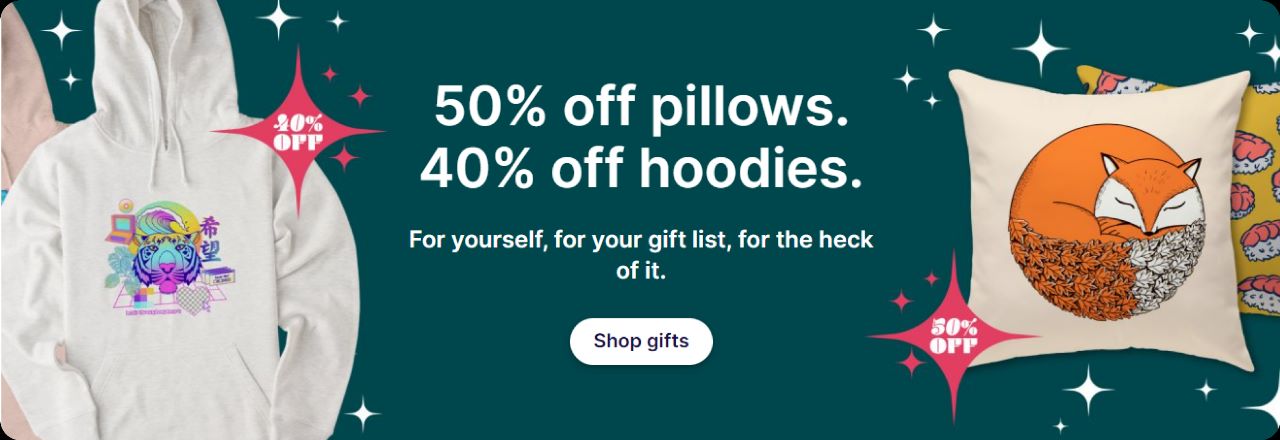 50% off pillows.
40% off hoodies.
For yourself, for your gift list, for the heck
of it.
Shop gifts
40%
OFF
希
望
50%
OFF